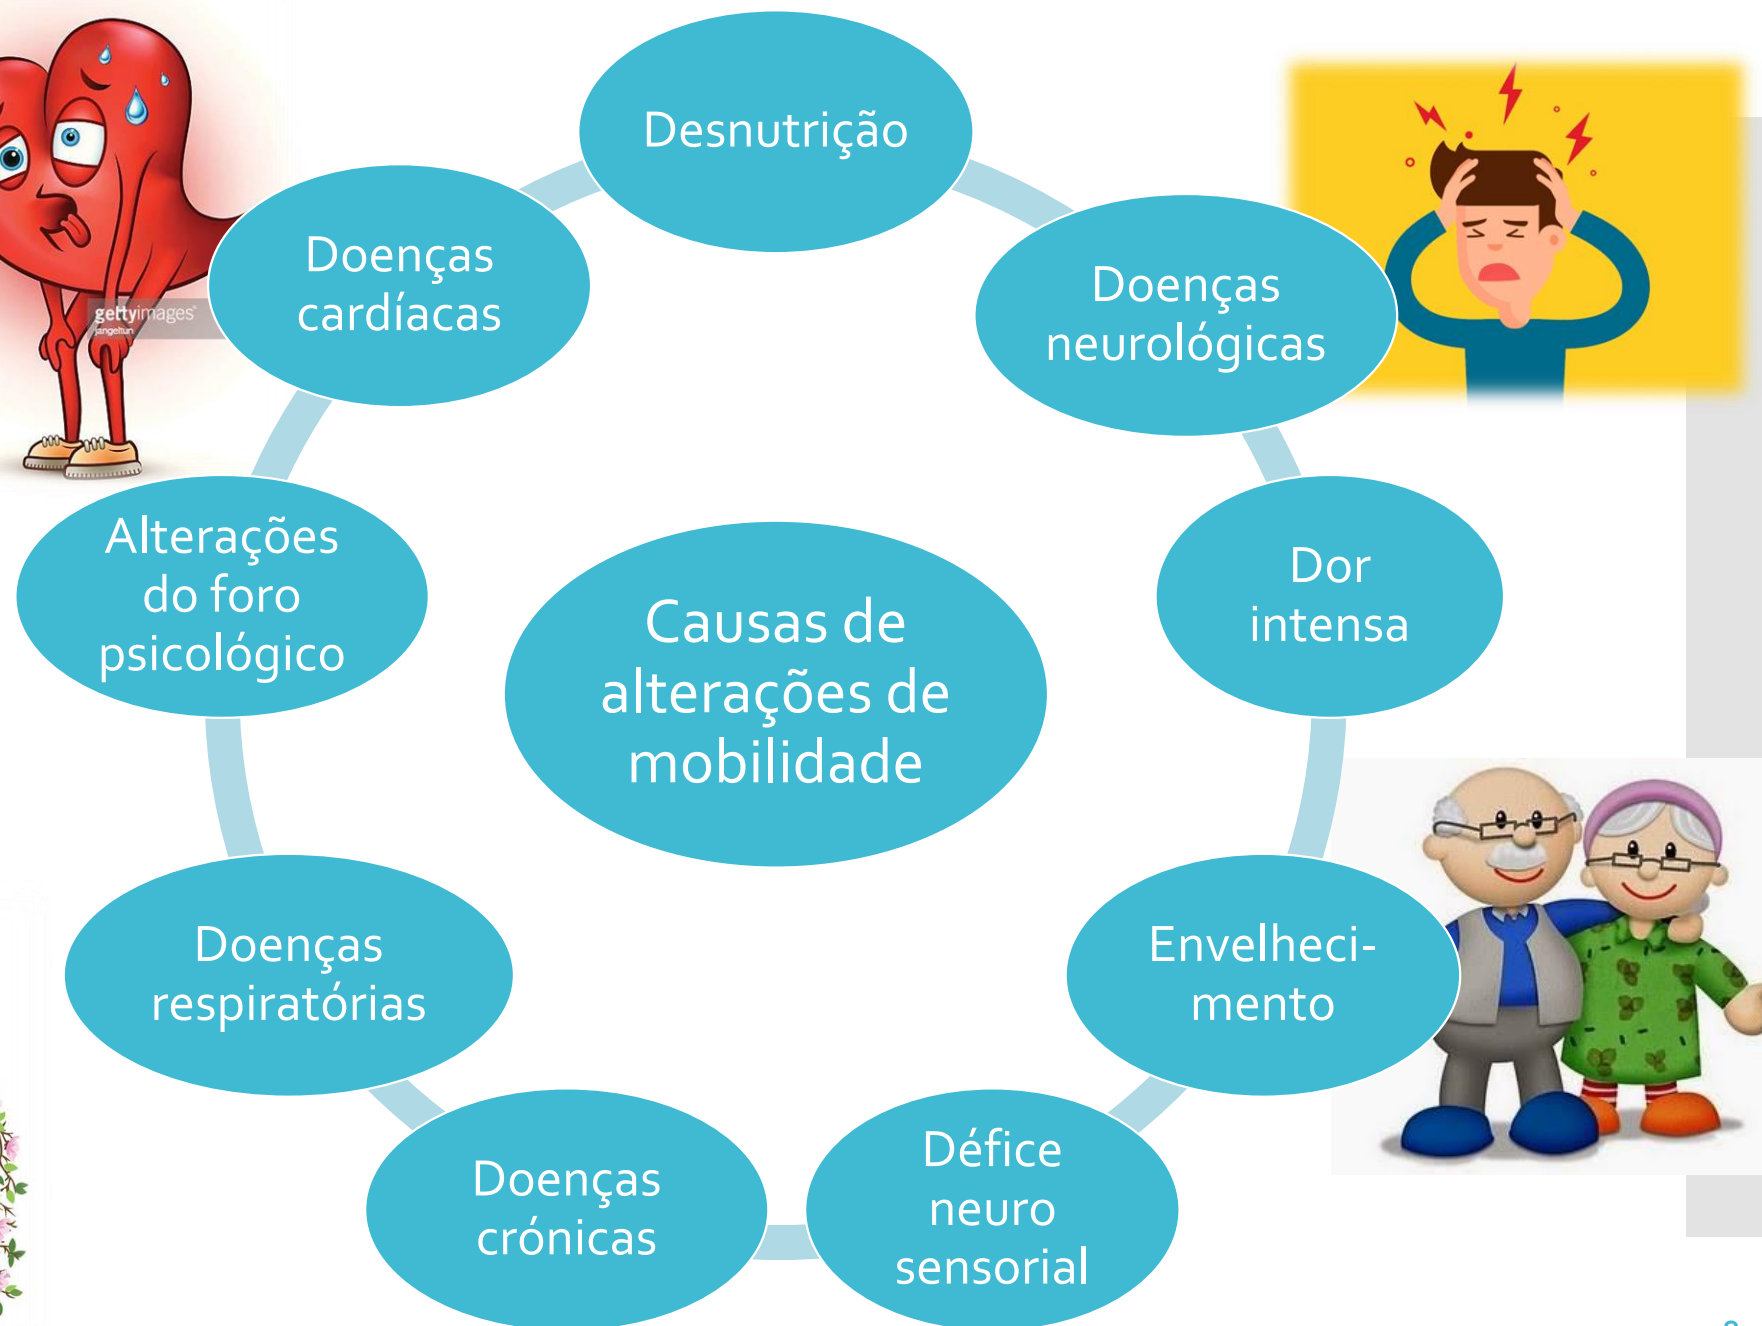 Desnutrição
Doenças
neurológicas
Dor
intensa
Envelheci-
mento
Défice
neuro
sensorial
Doenças
crónicas
Doenças
respiratórias
Alterações
do foro
psicológico
Doenças
cardíacas
Causas de
alterações de
mobilidade
gettyimages®
jangeltun